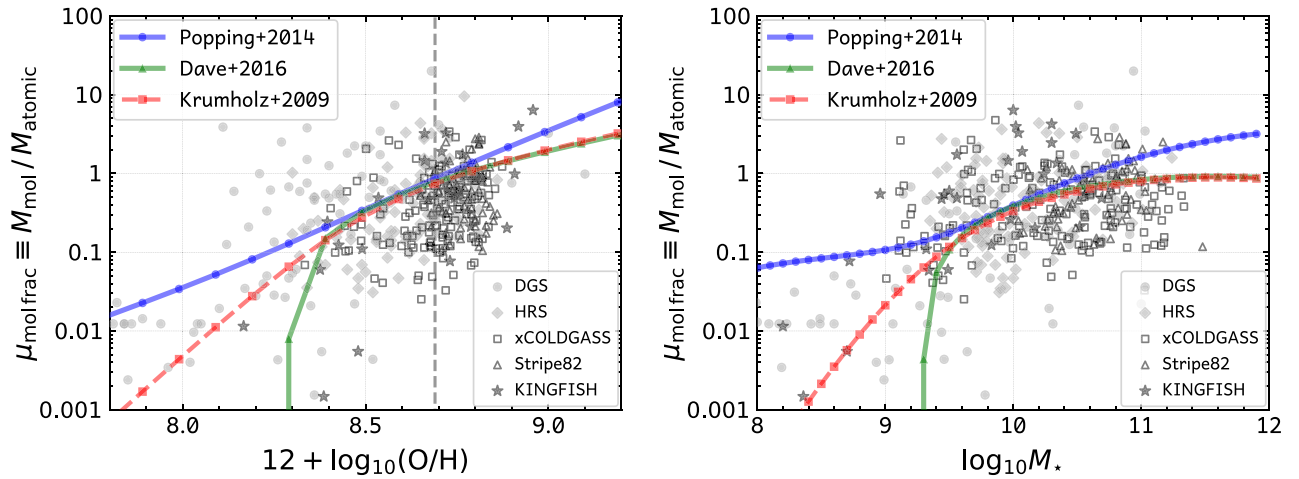 100
10
1
0.1
0.01
0.001
μmol frac ≡ Mmol / Matomic
Popping+2014
Dave+2016
Krumholz+2009
DGS
HRS
xCOLDGASS
Stripe82
KINGFISH
8.0
8.5
9.0
12 + log10(O/H)
100
10
1
0.1
0.01
0.001
μmol frac ≡ Mmol / Matomic
Popping+2014
Dave+2016
Krumholz+2009
DGS
HRS
xCOLDGASS
Stripe82
KINGFISH
8
9
10
11
12
log10M⋆